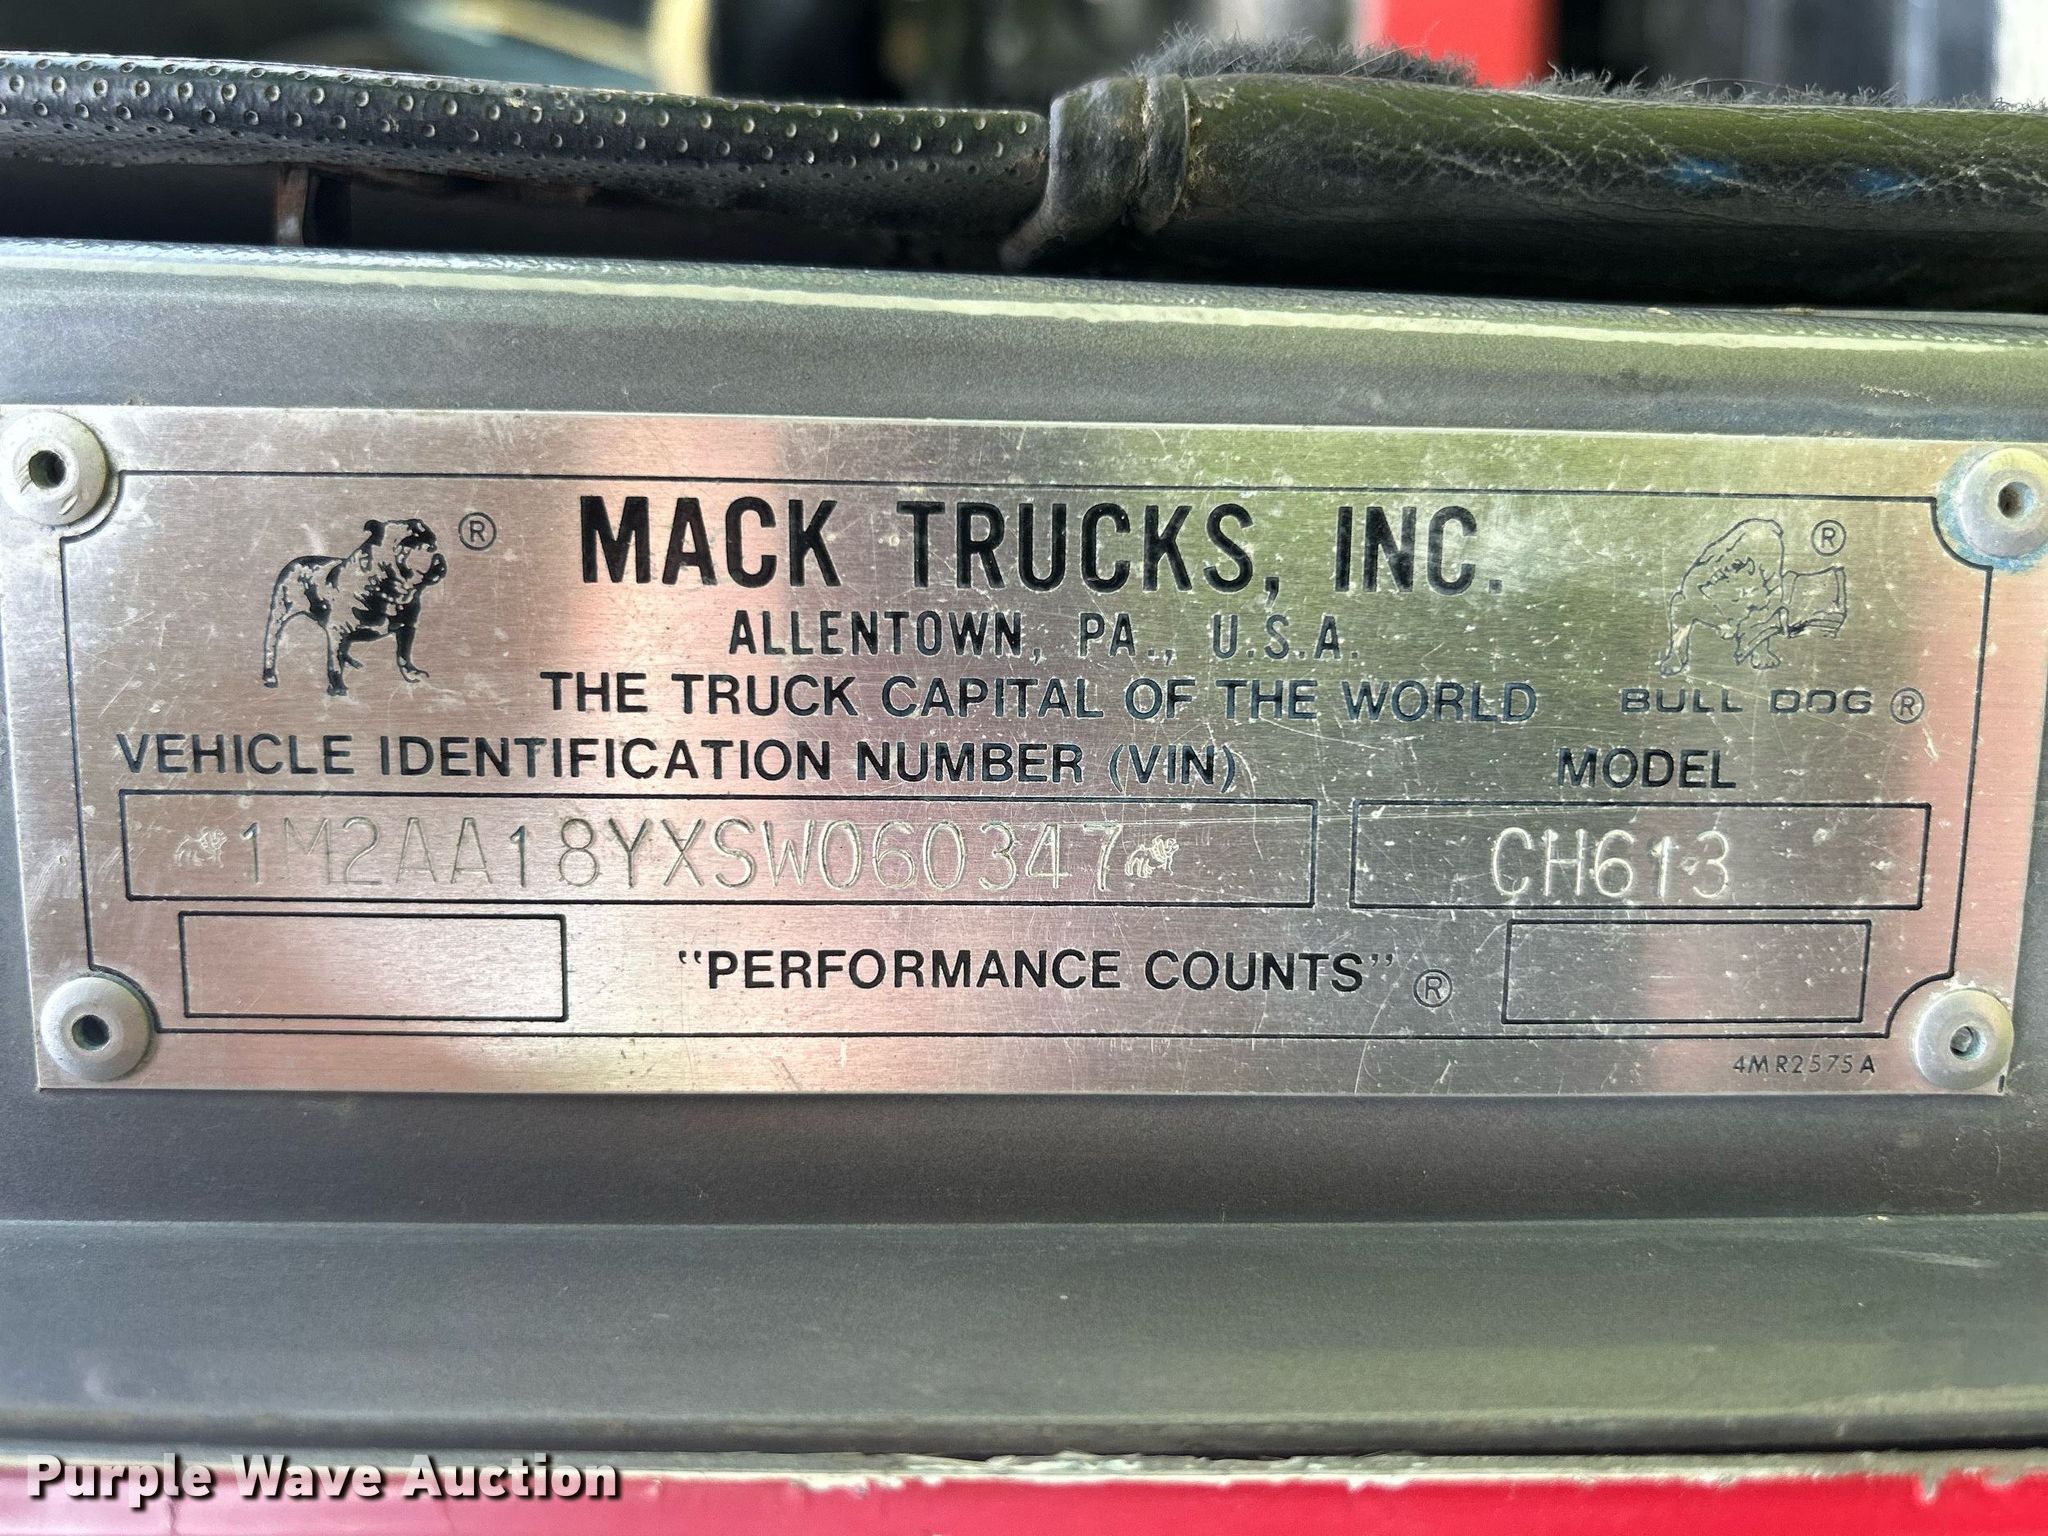 MACK TRUCKS, INC.
ALLENTOWN, PA., U.S.A.
THE TRUCK CAPITAL OF THE WORLD
BULL DOG®
VEHICLE IDENTIFICATION NUMBER (VIN)
MODEL
1M2AA18YXSW060347
CH613
"PERFORMANCE COUNTS" ®
4MR2575A
Purple Wave Auction